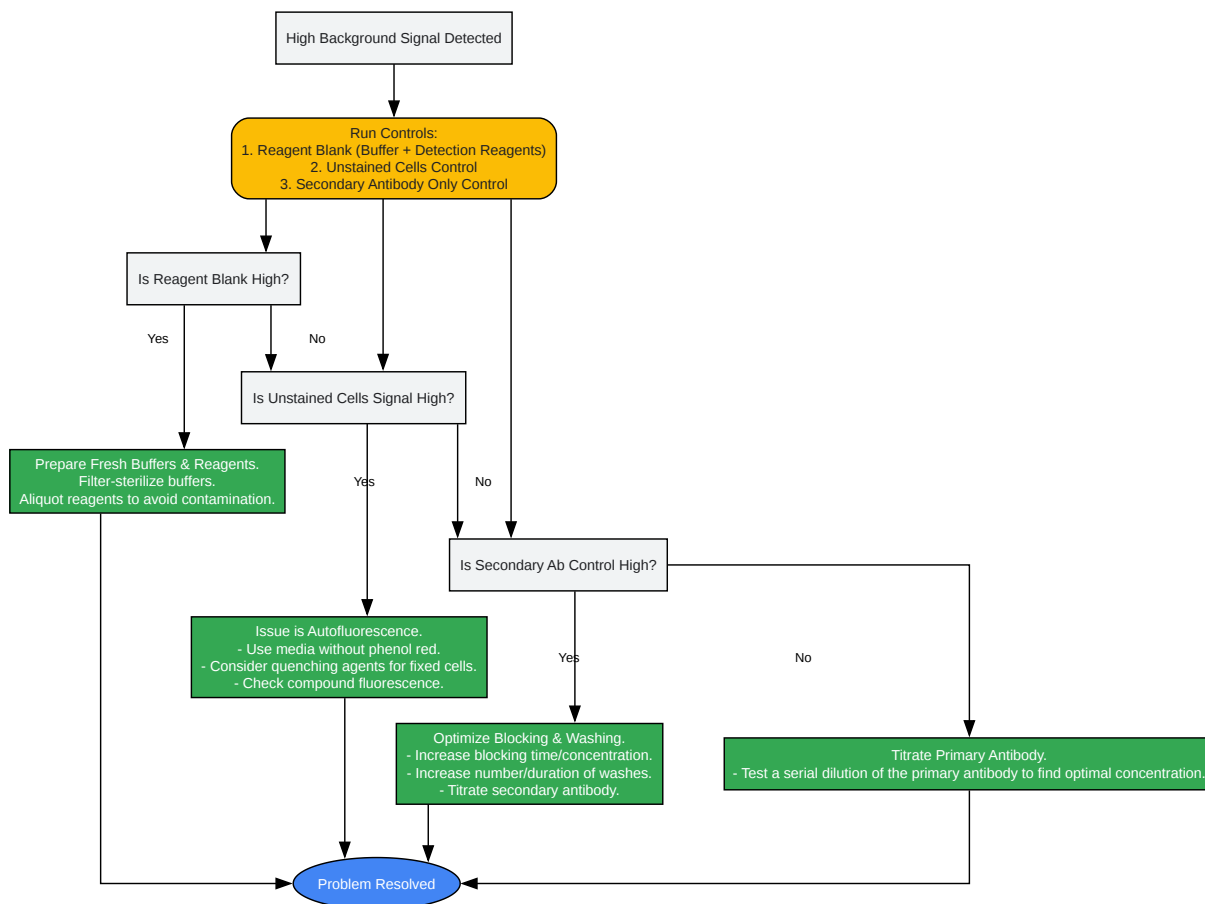 High Background Signal Detected
Run Controls:
1. Reagent Blank (Buffer + Detection Reagents)
2. Unstained Cells Control
3. Secondary Antibody Only Control
Is Reagent Blank High?
Yes
No
Is Unstained Cells Signal High?
Prepare Fresh Buffers & Reagents.
Filter-sterilize buffers.
Aliquot reagents to avoid contamination.
Yes
No
Is Secondary Ab Control High?
Issue is Autofluorescence.
- Use media without phenol red.
- Consider quenching agents for fixed cells.
- Check compound fluorescence.
Yes
No
Optimize Blocking & Washing.
- Increase blocking time/concentration.
- Increase number/duration of washes.
- Titrate secondary antibody.
Titrate Primary Antibody.
- Test a serial dilution of the primary antibody to find optimal concentration.
Problem Resolved